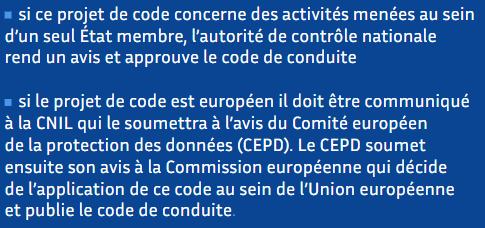 ▪ si ce projet de code concerne des activités menées au sein
d'un seul État membre, l'autorité de contrôle nationale
rend un avis et approuve le code de conduite
▪ si le projet de code est européen il doit être communiqué
à la CNIL qui le soumettra à l'avis du Comité européen
de la protection des données (CEPD). Le CEPD soumet
ensuite son avis à la Commission européenne qui décide
de l'application de ce code au sein de l'Union européenne
et publie le code de conduite.